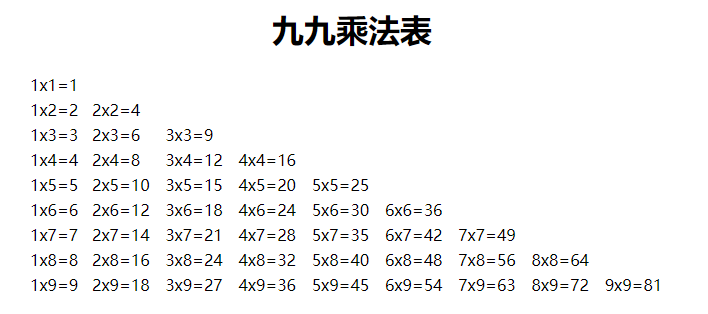 九九乘法表
1x1=1
1x2=2 2x2=4
1x3=3 2x3=6 3x3=9
1x4=4 2x4=8 3x4=12 4x4=16
1x5=5 2x5=10 3x5=15 4x5=20 5x5=25
1x6=6 2x6=12 3x6=18 4x6=24 5x6=30 6x6=36
1x7=7 2x7=14 3x7=21 4x7=28 5x7=35 6x7=42 7x7=49
1x8=8 2x8=16 3x8=24 4x8=32 5x8=40 6x8=48 7x8=56 8x8=64
1x9=9 2x9=18 3x9=27 4x9=36 5x9=45 6x9=54 7x9=63 8x9=72 9x9=81